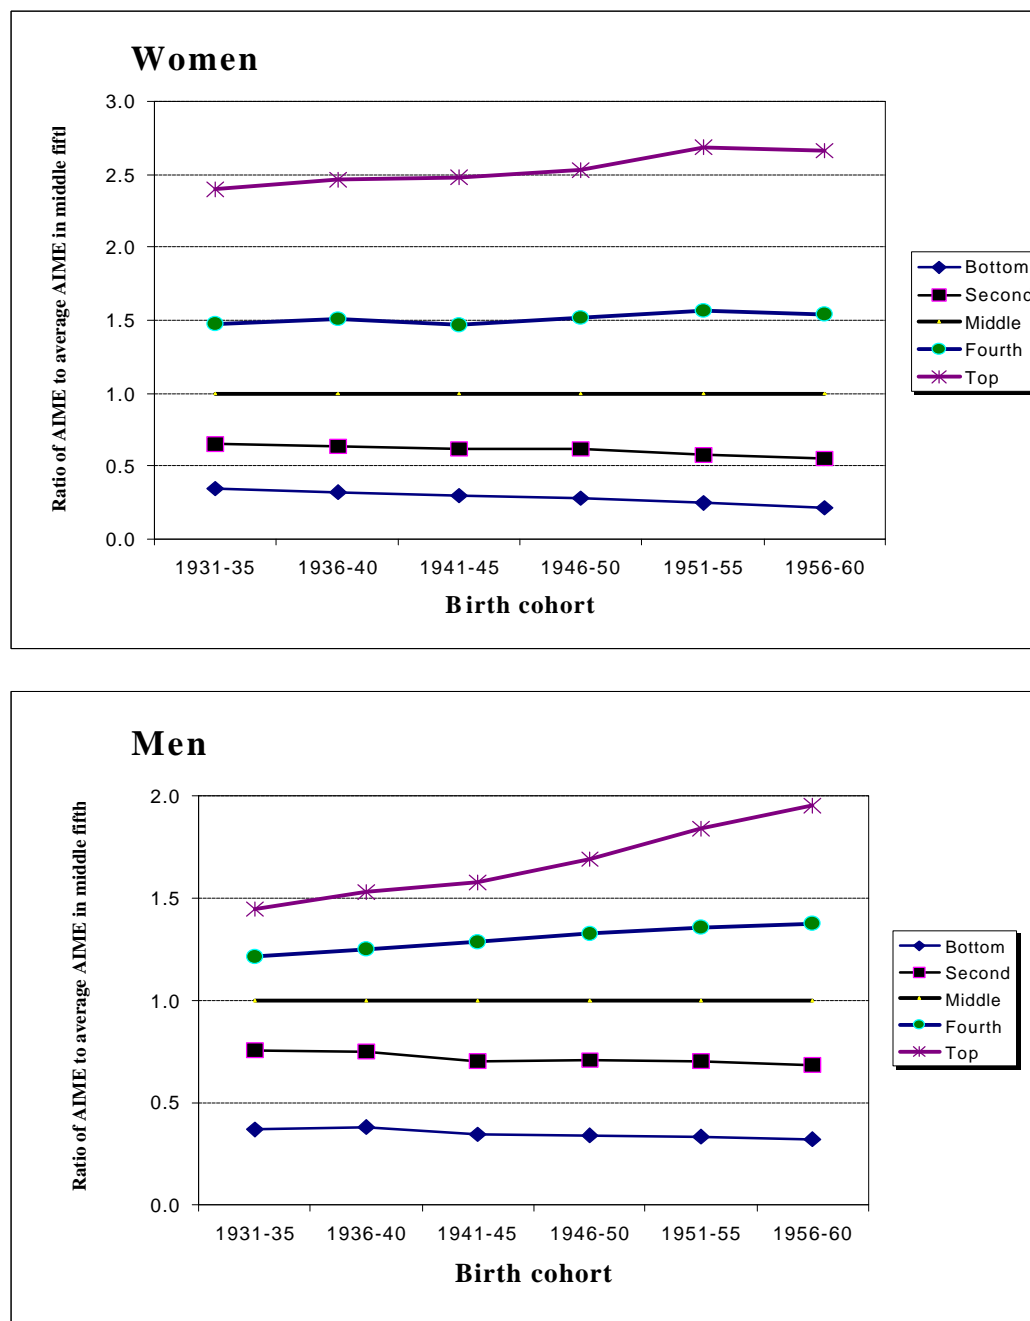 Women
Ratio of AIME to average AIME in middle fifth
3.0
2.5
2.0
1.5
1.0
0.5
0.0
1931-35 1936-40 1941-45 1946-50 1951-55 1956-60
Birth cohort
Bottom
Second
Middle
Fourth
Top
Men
Ratio of AIME to average AIME in middle fifth
2.0
1.5
1.0
0.5
0.0
1931-35 1936-40 1941-45 1946-50 1951-55 1956-60
Birth cohort
Bottom
Second
Middle
Fourth
Top